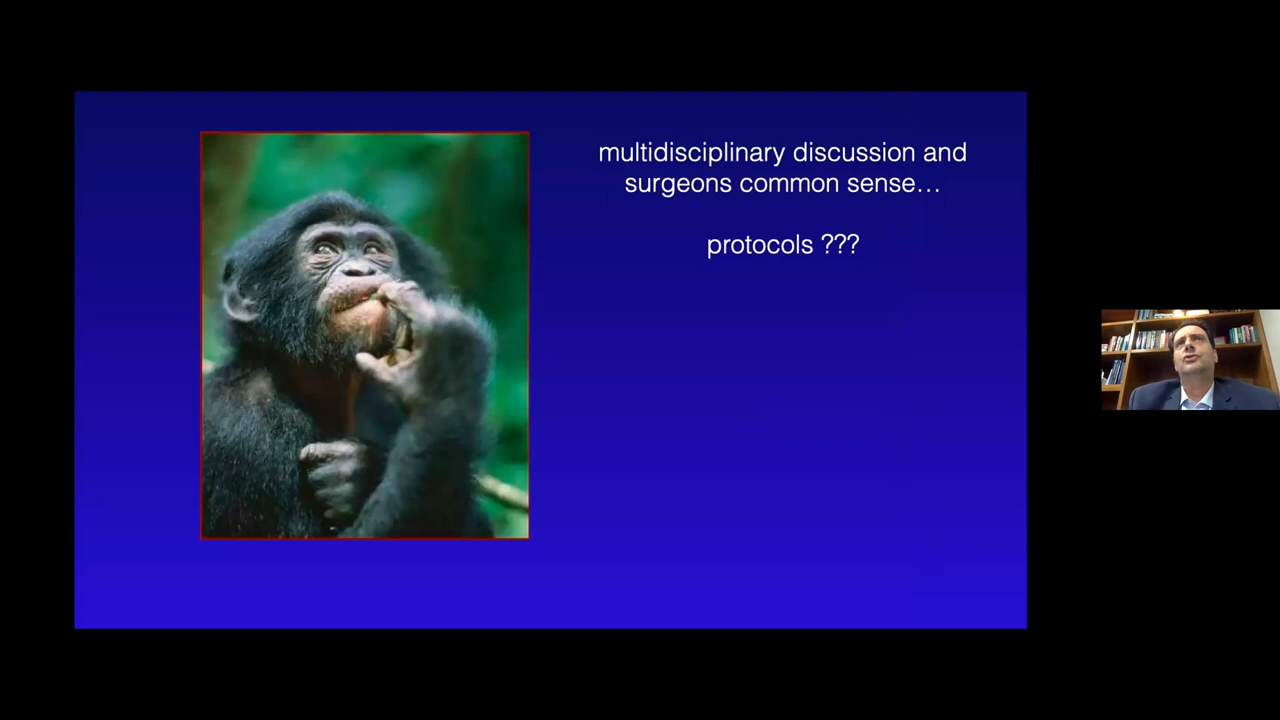 multidisciplinary discussion and
surgeons common sense…
protocols ???